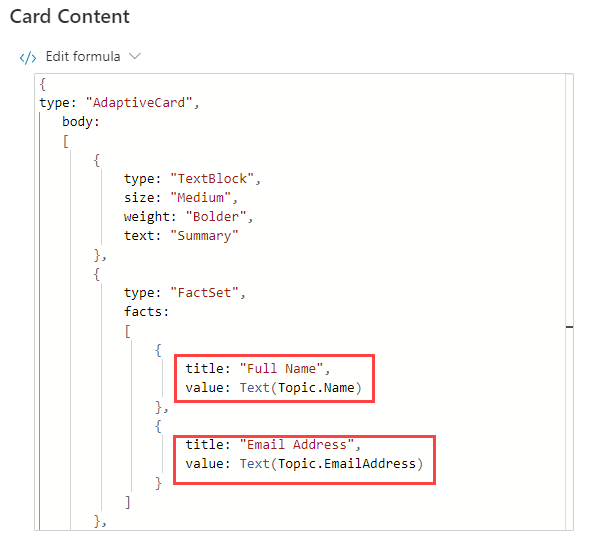 Card Content
</> Edit formula
{
type: "AdaptiveCard",
body:
[
{
type: "TextBlock",
size: "Medium",
weight: "Bolder",
text: "Summary"
},
{
type: "FactSet",
facts:
[
{
title: "Full Name",
value: Text(Topic.Name)
},
{
title: "Email Address",
value: Text(Topic.EmailAddress)
}
]
},